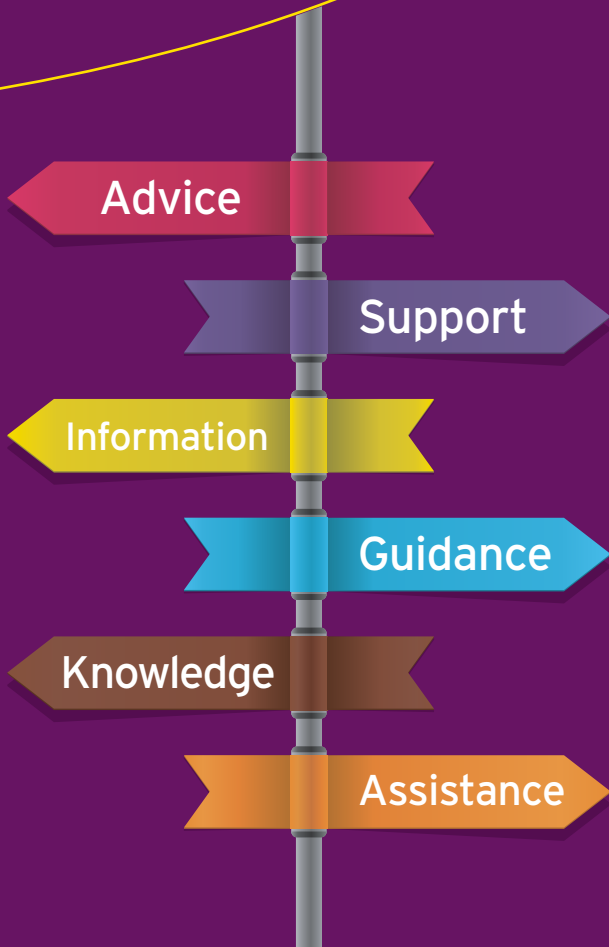 Advice
Support
Information
Guidance
Knowledge
Assistance